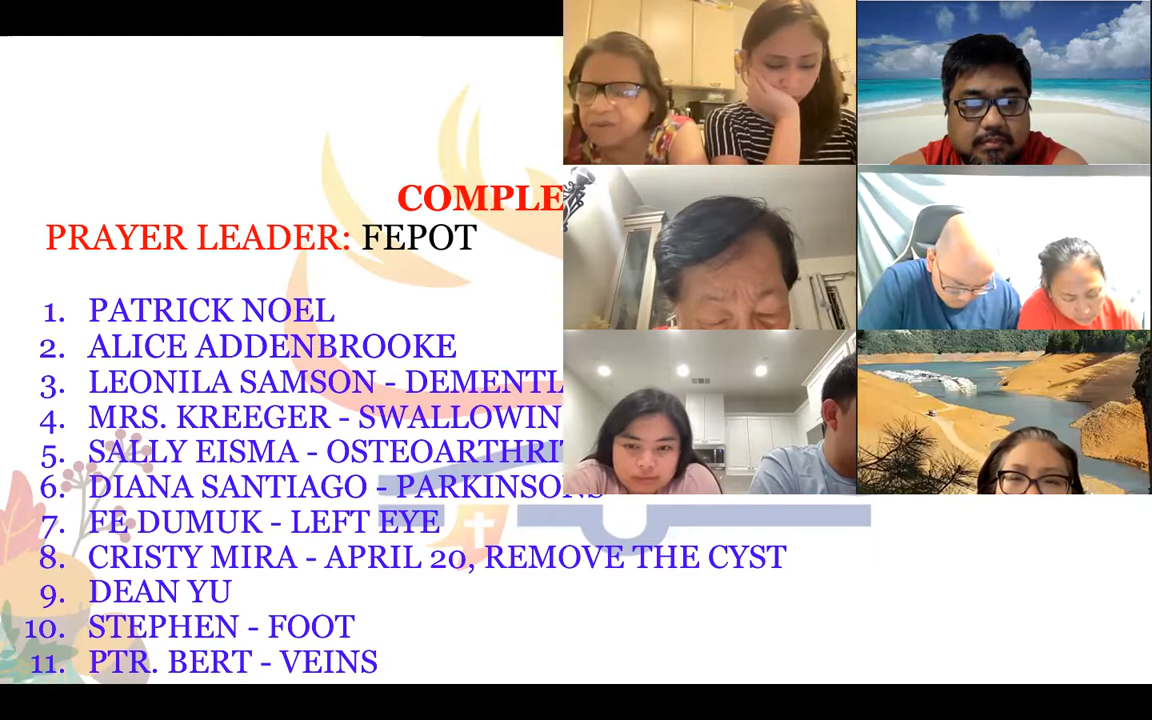 COMPLE
PRAYER LEADER: FEPOT
1. PATRICK NOEL
2. ALICE ADDENBROOKE
3. LEONILA SAMSON - DEMENTI
4. MRS. KREEGER - SWALLOWIN
5. SALLY EISMA - OSTEOARTHRIT
6. DIANA SANTIAGO - PARKINSONS
7. FE DUMUK - LEFT EYE
8. CRISTY MIRA - APRIL 20, REMOVE THE CYST
9. DEAN YU
10. STEPHEN - FOOT
11. PTR. BERT - VEINS